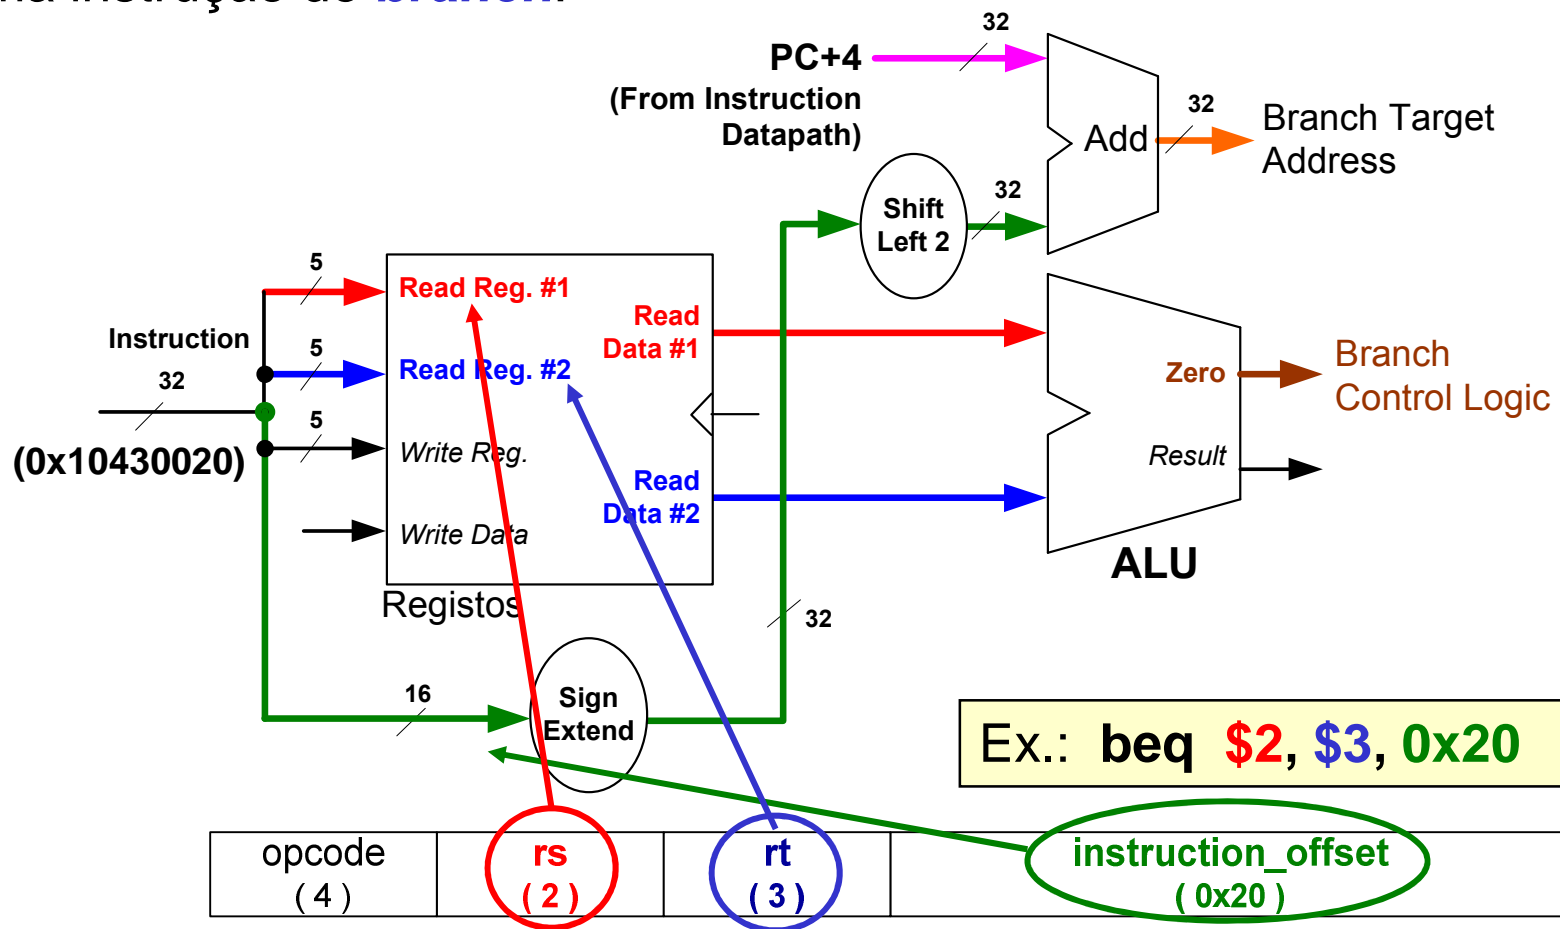 instrução de branch.
32
PC+4
(From Instruction
Datapath)
Add
32
Branch Target
Address
Shift
Left 2
32
5
Read Reg. #1
Read
Data #1
Instruction
32
(0x10430020)
5
Read Reg. #2
5
Write Reg.
Read
Data #2
Write Data
Registos
Zero
Branch
Control Logic
Result
ALU
32
16
Sign
Extend
Ex.: beq $2, $3, 0x20
opcode
( 4 )
rs
( 2 )
rt
( 3 )
instruction_offset
( 0x20 )